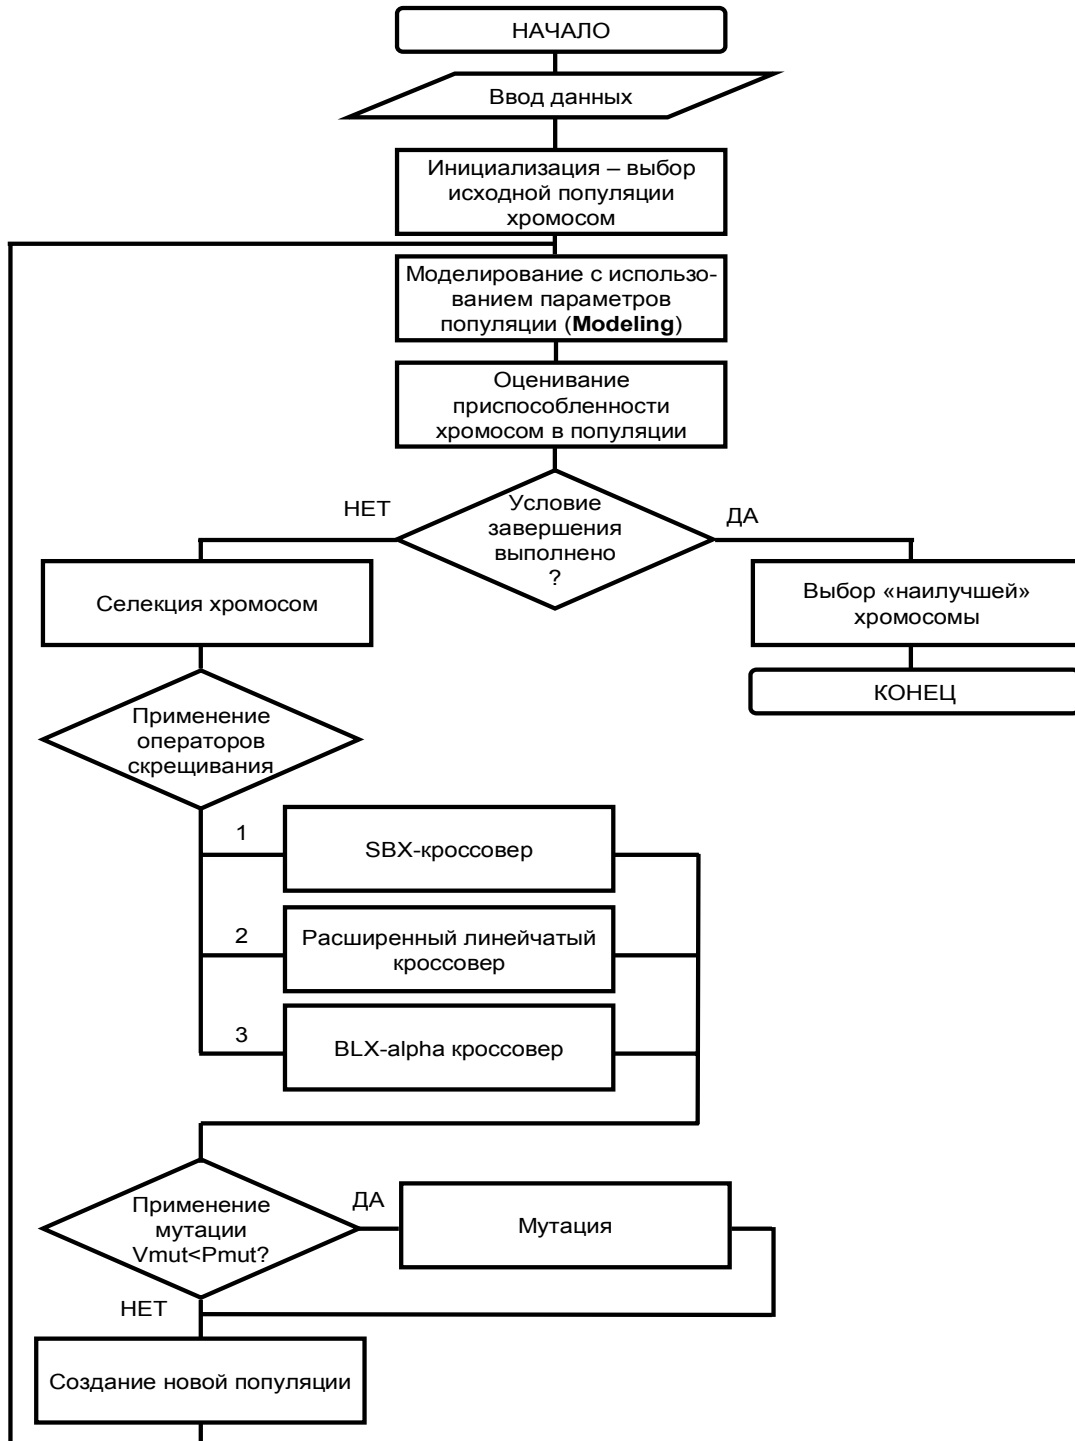 НАЧАЛО
Ввод данных
Инициализация – выбор
исходной популяции
хромосом
Моделирование с использо-
ванием параметров
популяции (Modeling)
Оценивание
приспособленности
хромосом в популяции
НЕТ
Условие
завершения
выполнено
?
ДА
Селекция хромосом
Выбор «наилучшей»
хромосомы
КОНЕЦ
Применение
операторов
скрещивания
1
SBX-кроссовер
2
Расширенный линейчатый
кроссовер
3
BLX-alpha кроссовер
Применение
мутации
Vmut<Pmut?
ДА
Мутация
НЕТ
Создание новой популяции